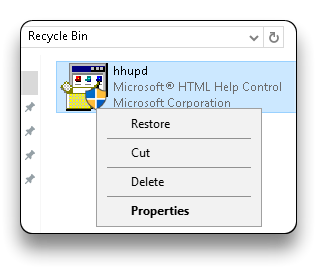 Recycle Bin
hhupd
Microsoft® HTML Help Control
Microsoft Corporation
Restore
Cut
Delete
Properties